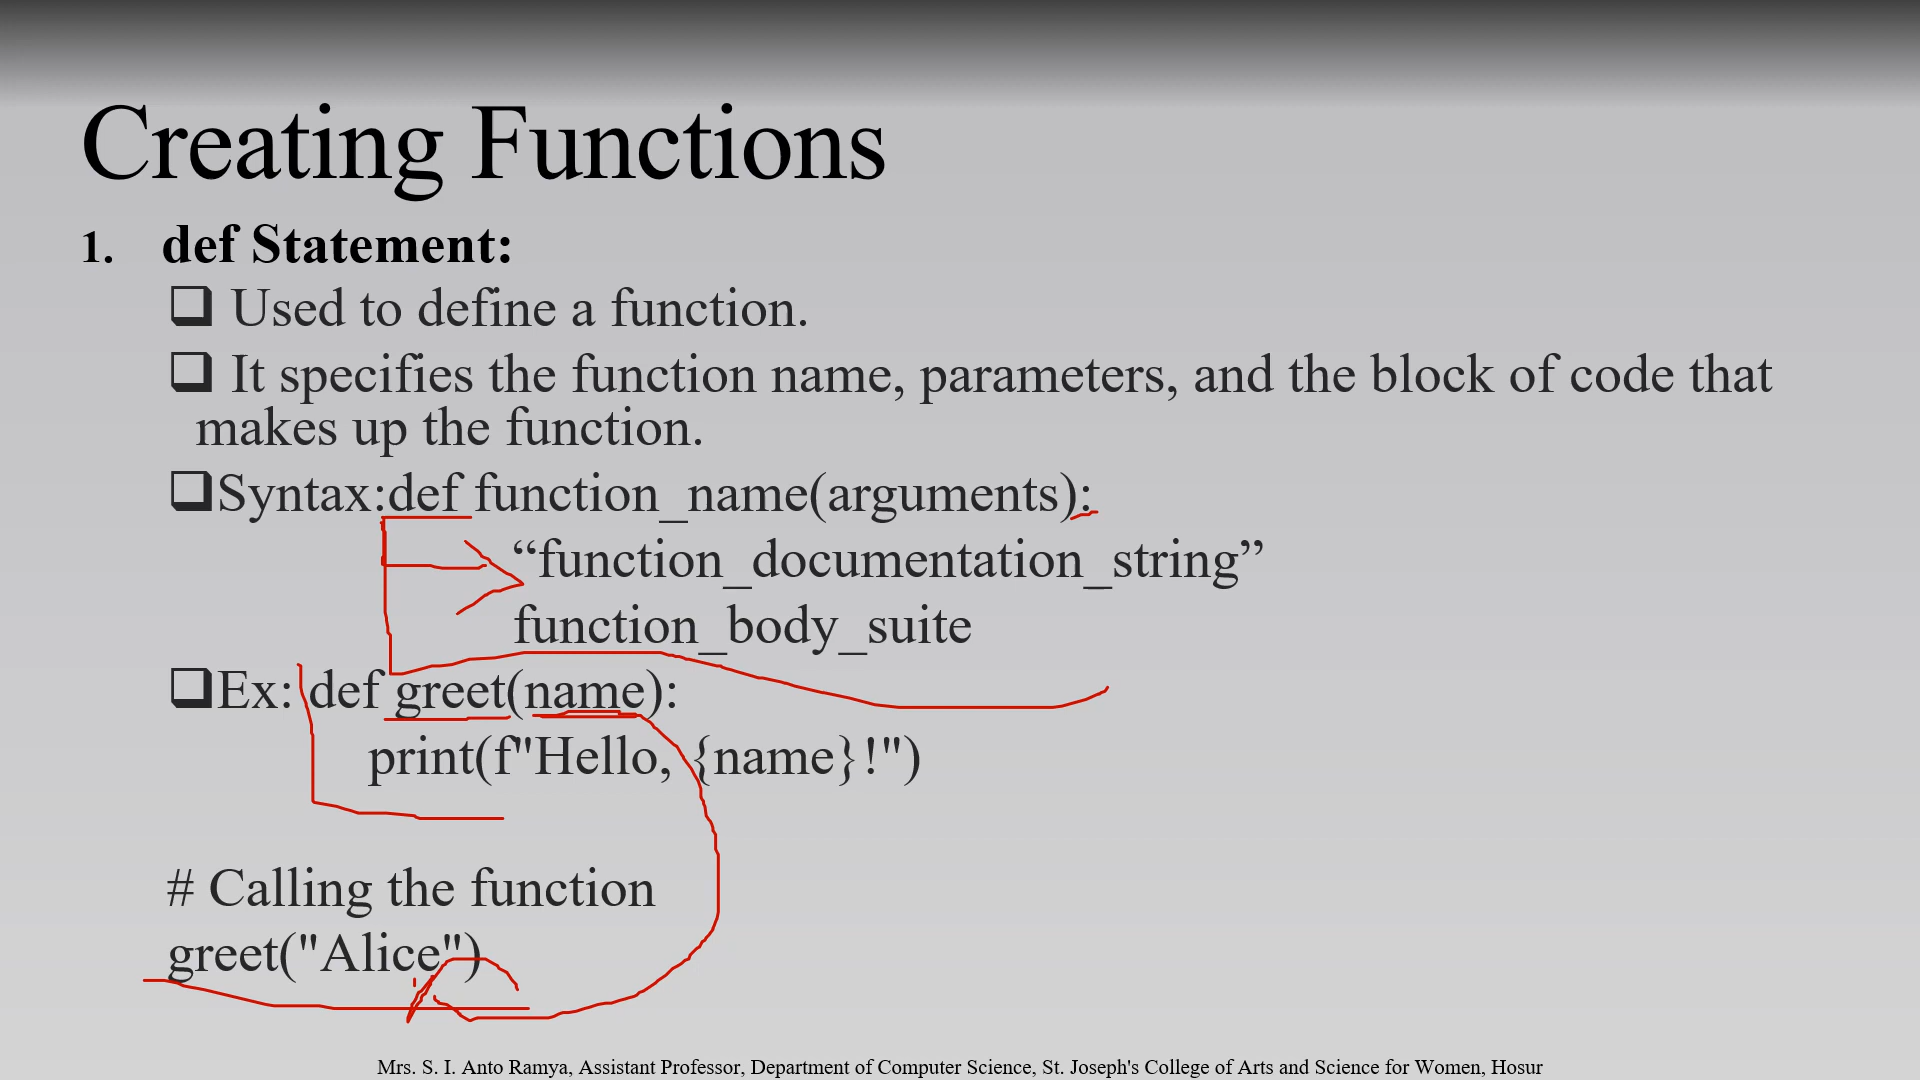 Creating Functions
1. def Statement:
❑ Used to define a function.
❑ It specifies the function name, parameters, and the block of code that
makes up the function.
❑Syntax:def function_name(arguments):
“function_documentation_string”
function_body_suite
❑Ex: def greet(name):
print(f"Hello, {name}!")
# Calling the function
greet("Alice")
Mrs. S. I. Anto Ramya, Assistant Professor, Department of Computer Science, St. Joseph's College of Arts and Science for Women, Hosur